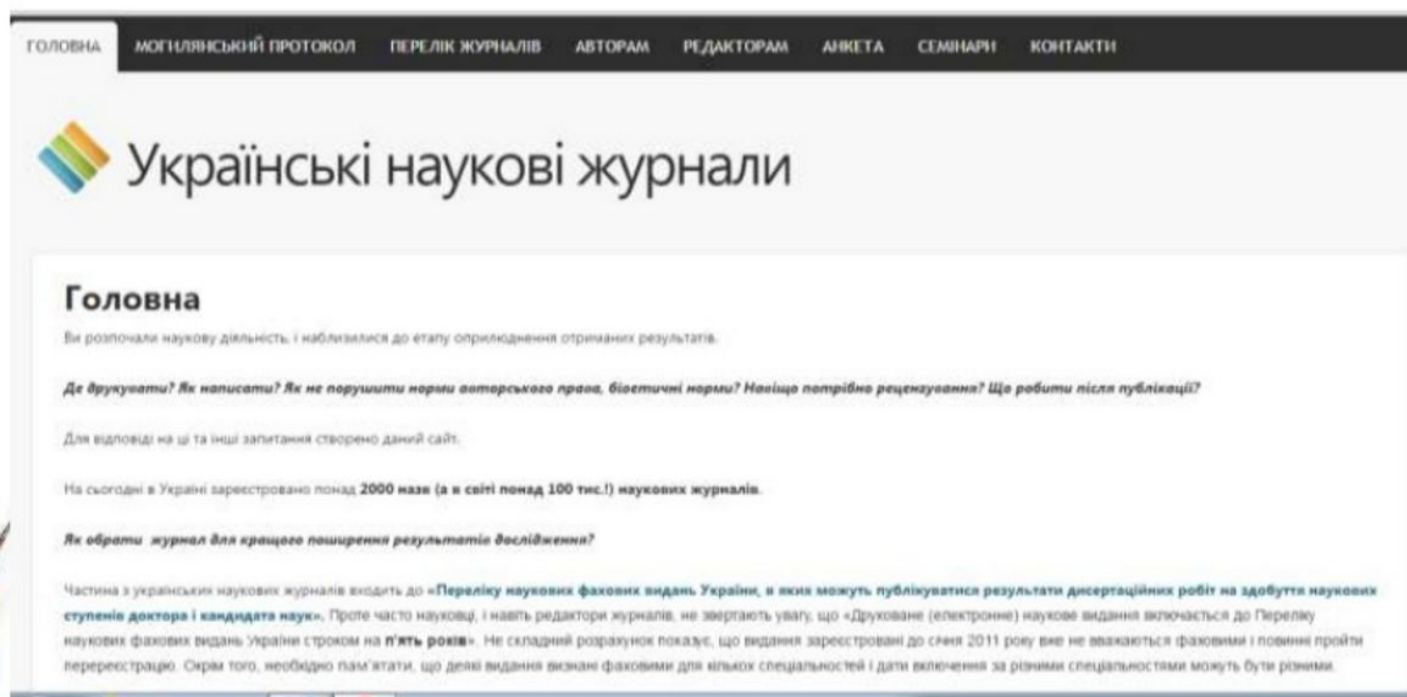 ГОЛОВНА МОГИЛЯНСЬКИЙ ПРОТОКОЛ ПЕРЕЛІК ЖУРНАЛІВ АВТОРАМ РЕДАКТОРАМ АНКЕТА СЕМІНАРИ КОНТАКТИ
Українські наукові журнали
Головна
Ви розпочали наукову діяльність, і наблизилися до етапу оприлюднення отриманих результатів.
Де друкувати? Як написати? Як не порушити норми авторського права, біоетичні норми? Навіщо потрібно рецензування? Що робити після публікації?
Для відповіді на ці та інші запитання створено даний сайт.
На сьогодні в Україні зареєстровано понад 2000 назв (а в світі понад 100 тис.!) наукових журналів.
Як обрати журнал для кращого поширення результатів дослідження?
Частина з українських наукових журналів входить до «Переліку наукових фахових видань України, в яких можуть публікуватися результати дисертаційних робіт на здобуття наукових
ступенів доктора і кандидата наук». Проте часто науковці, і навіть редактори журналів, не звертають увагу, що «Друковане (електронне) наукове видання включається до Переліку
наукових фахових видань України строком на п'ять років». Не складний розрахунок показує, що видання зареєстровані до січня 2011 року вже не вважаються фаховими і повинні пройти
перереєстрацію. Окрім того, необхідно пам'ятати, що деякі видання визнані фаховими для кількох спеціальностей і дати включення за різними спеціальностями можуть бути різними.